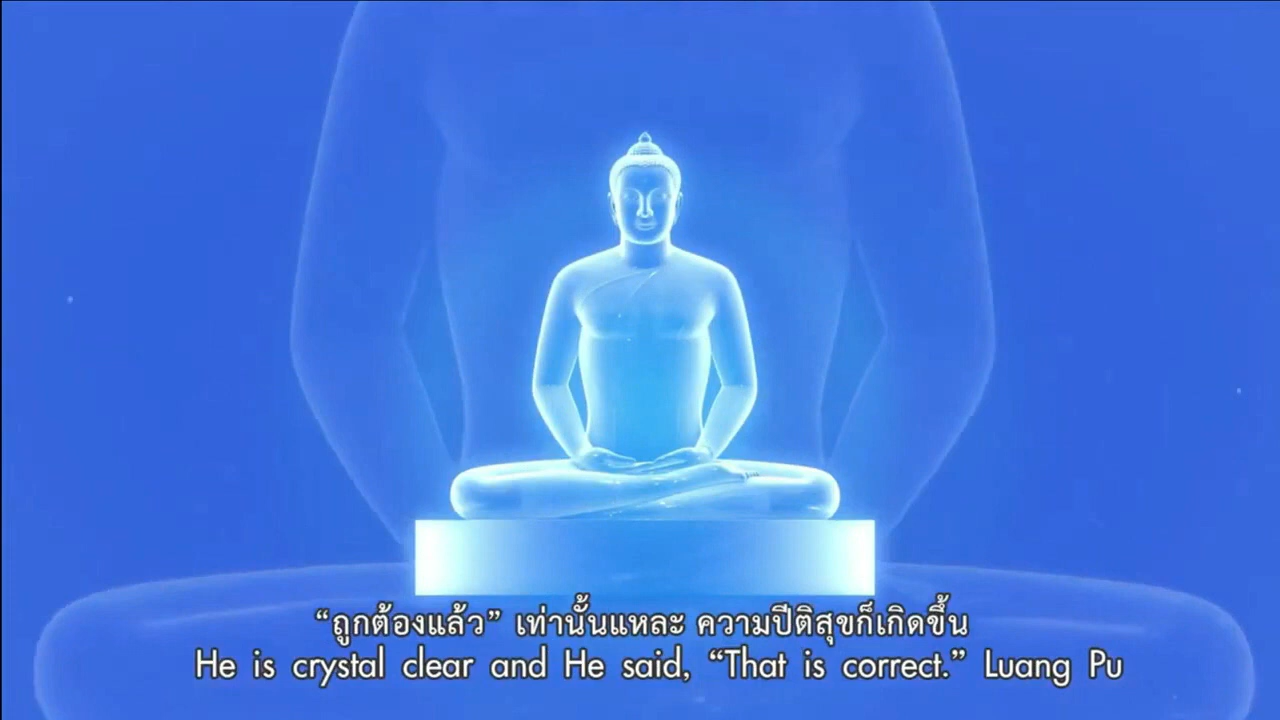 “ถูกต้องแล้ว” เท่านั้นแหละ ความปีติสุขก็เกิดขึ้น
He is crystal clear and He said, “That is correct.” Luang Pu